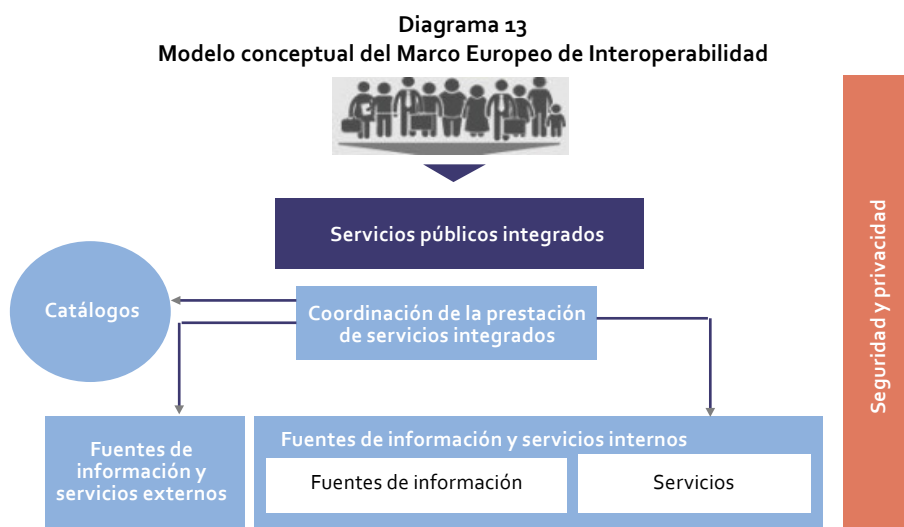 Diagrama 13
Modelo conceptual del Marco Europeo de Interoperabilidad
Servicios públicos integrados
Catálogos
Coordinación de la prestación
de servicios integrados
Fuentes de
información y
servicios externos
Fuentes de información y servicios internos
Fuentes de información
Servicios
Seguridad y privacidad